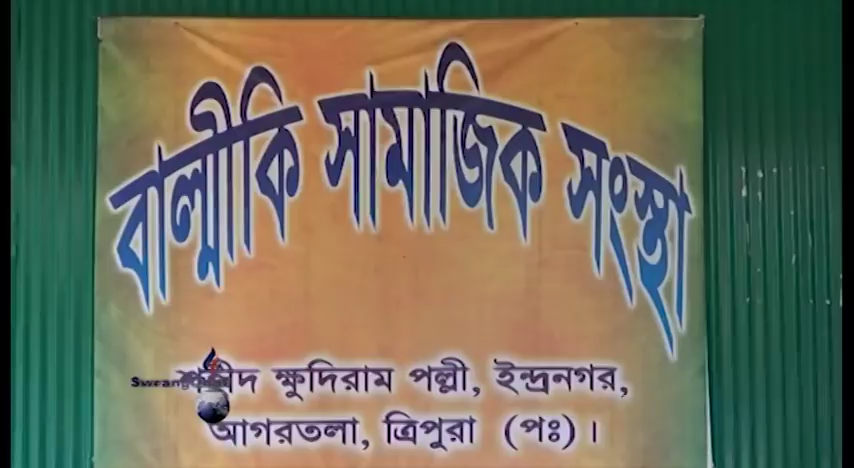 বাল্মীকি সামাজিক সংস্থা
শহীদ ক্ষুদিরাম পল্লী, ইন্দ্রনগর,
আগরতলা, ত্রিপুরা (পঃ)।